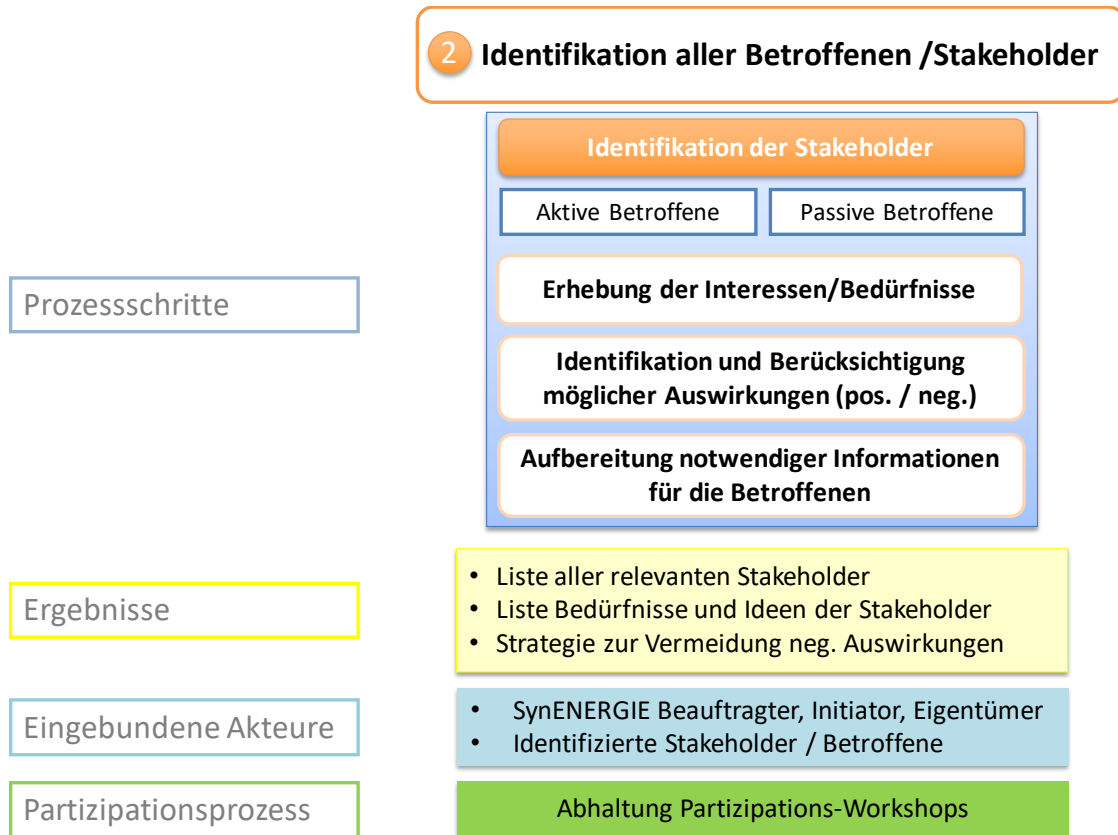 2 Identifikation aller Betroffenen /Stakeholder
Identifikation der Stakeholder
Aktive Betroffene
Passive Betroffene
Prozessschritte
Erhebung der Interessen/Bedürfnisse
Identifikation und Berücksichtigung
möglicher Auswirkungen (pos. / neg.)
Aufbereitung notwendiger Informationen
für die Betroffenen
Ergebnisse
• Liste aller relevanten Stakeholder
• Liste Bedürfnisse und Ideen der Stakeholder
• Strategie zur Vermeidung neg. Auswirkungen
Eingebundene Akteure
• SynENERGIE Beauftragter, Initiator, Eigentümer
• Identifizierte Stakeholder / Betroffene
Partizipationsprozess
Abhaltung Partizipations-Workshops